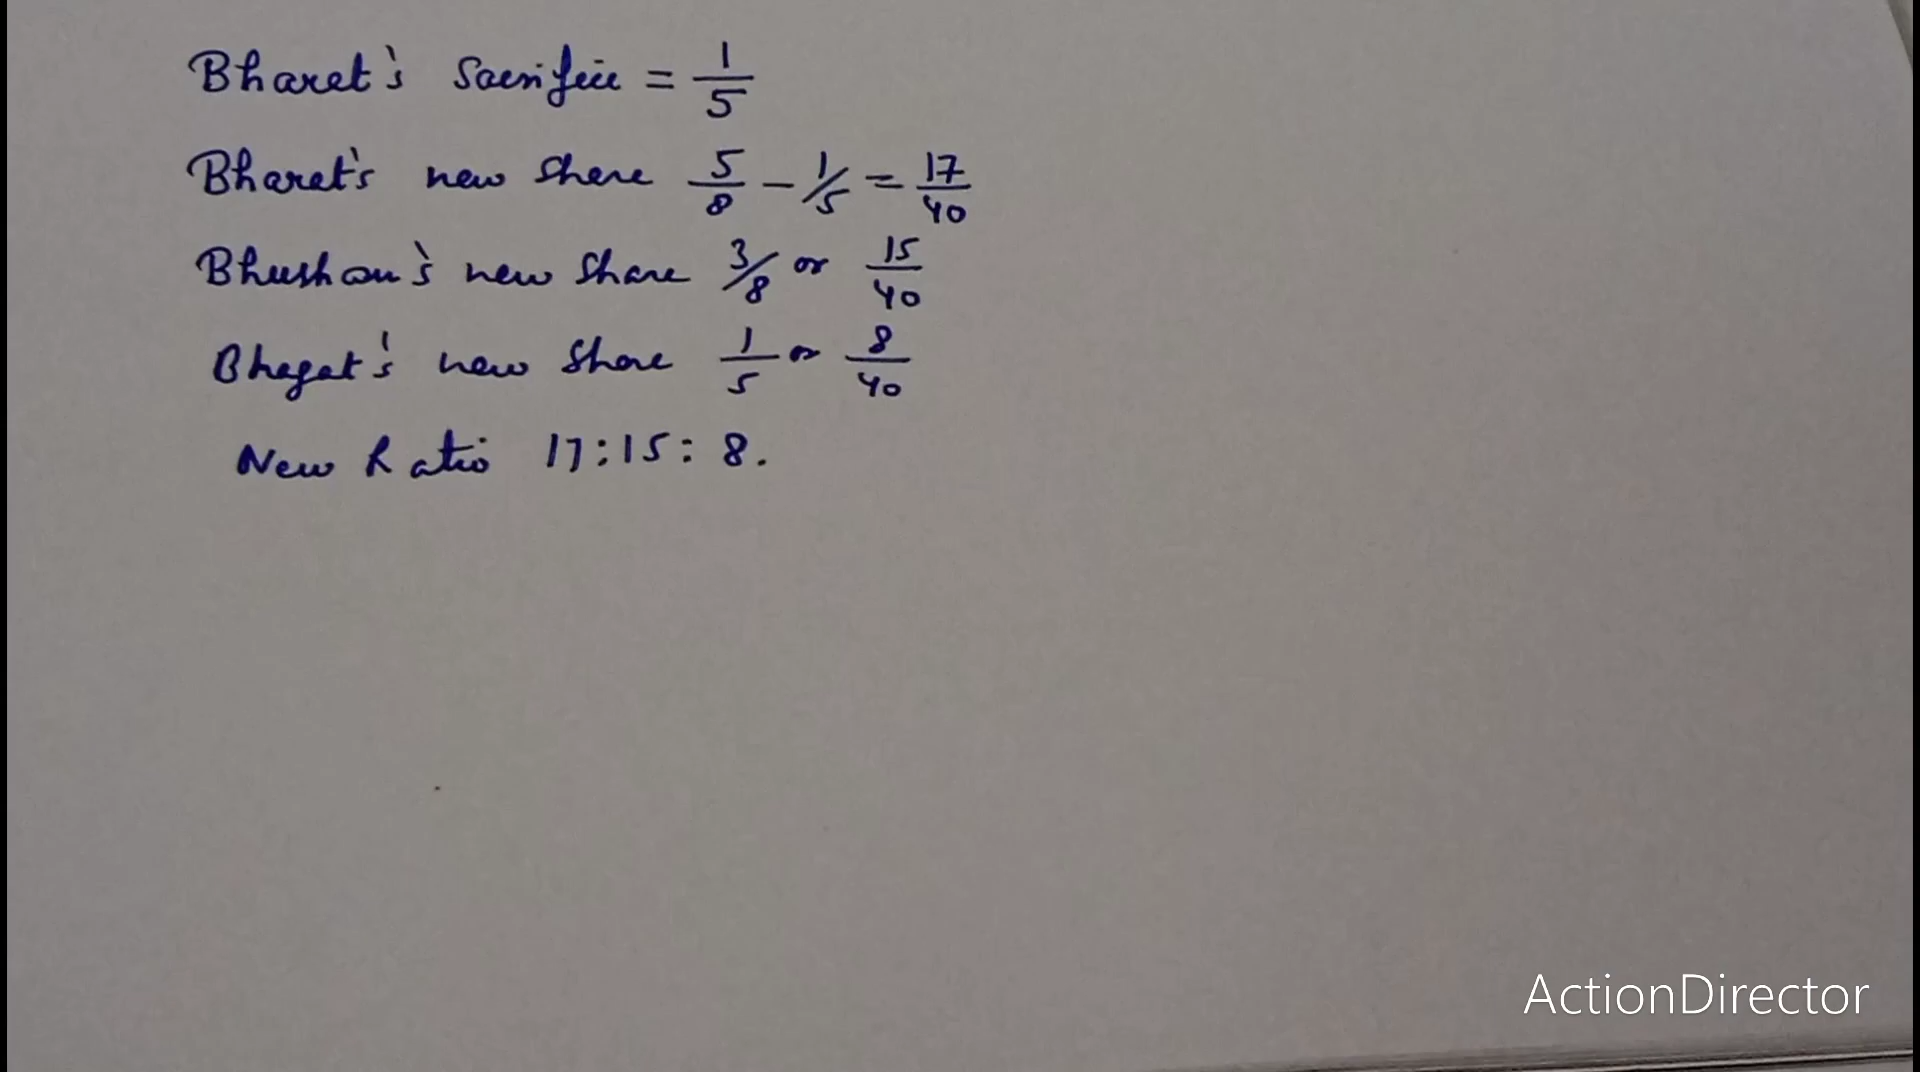 Bharat's Sacrifice = 1/5
Bharat's new share 5/8 - 1/5 = 17/40
Bhushan's new share 3/8 or 15/40
Bhagat's new share 1/5 or 8/40
New Ratio 17:15:8.
ActionDirector